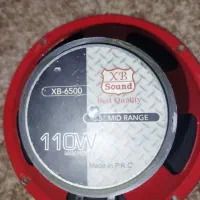 XB
Sound
Best Quality
XB-6500
MID RANGE
110W
Made in P.R.C